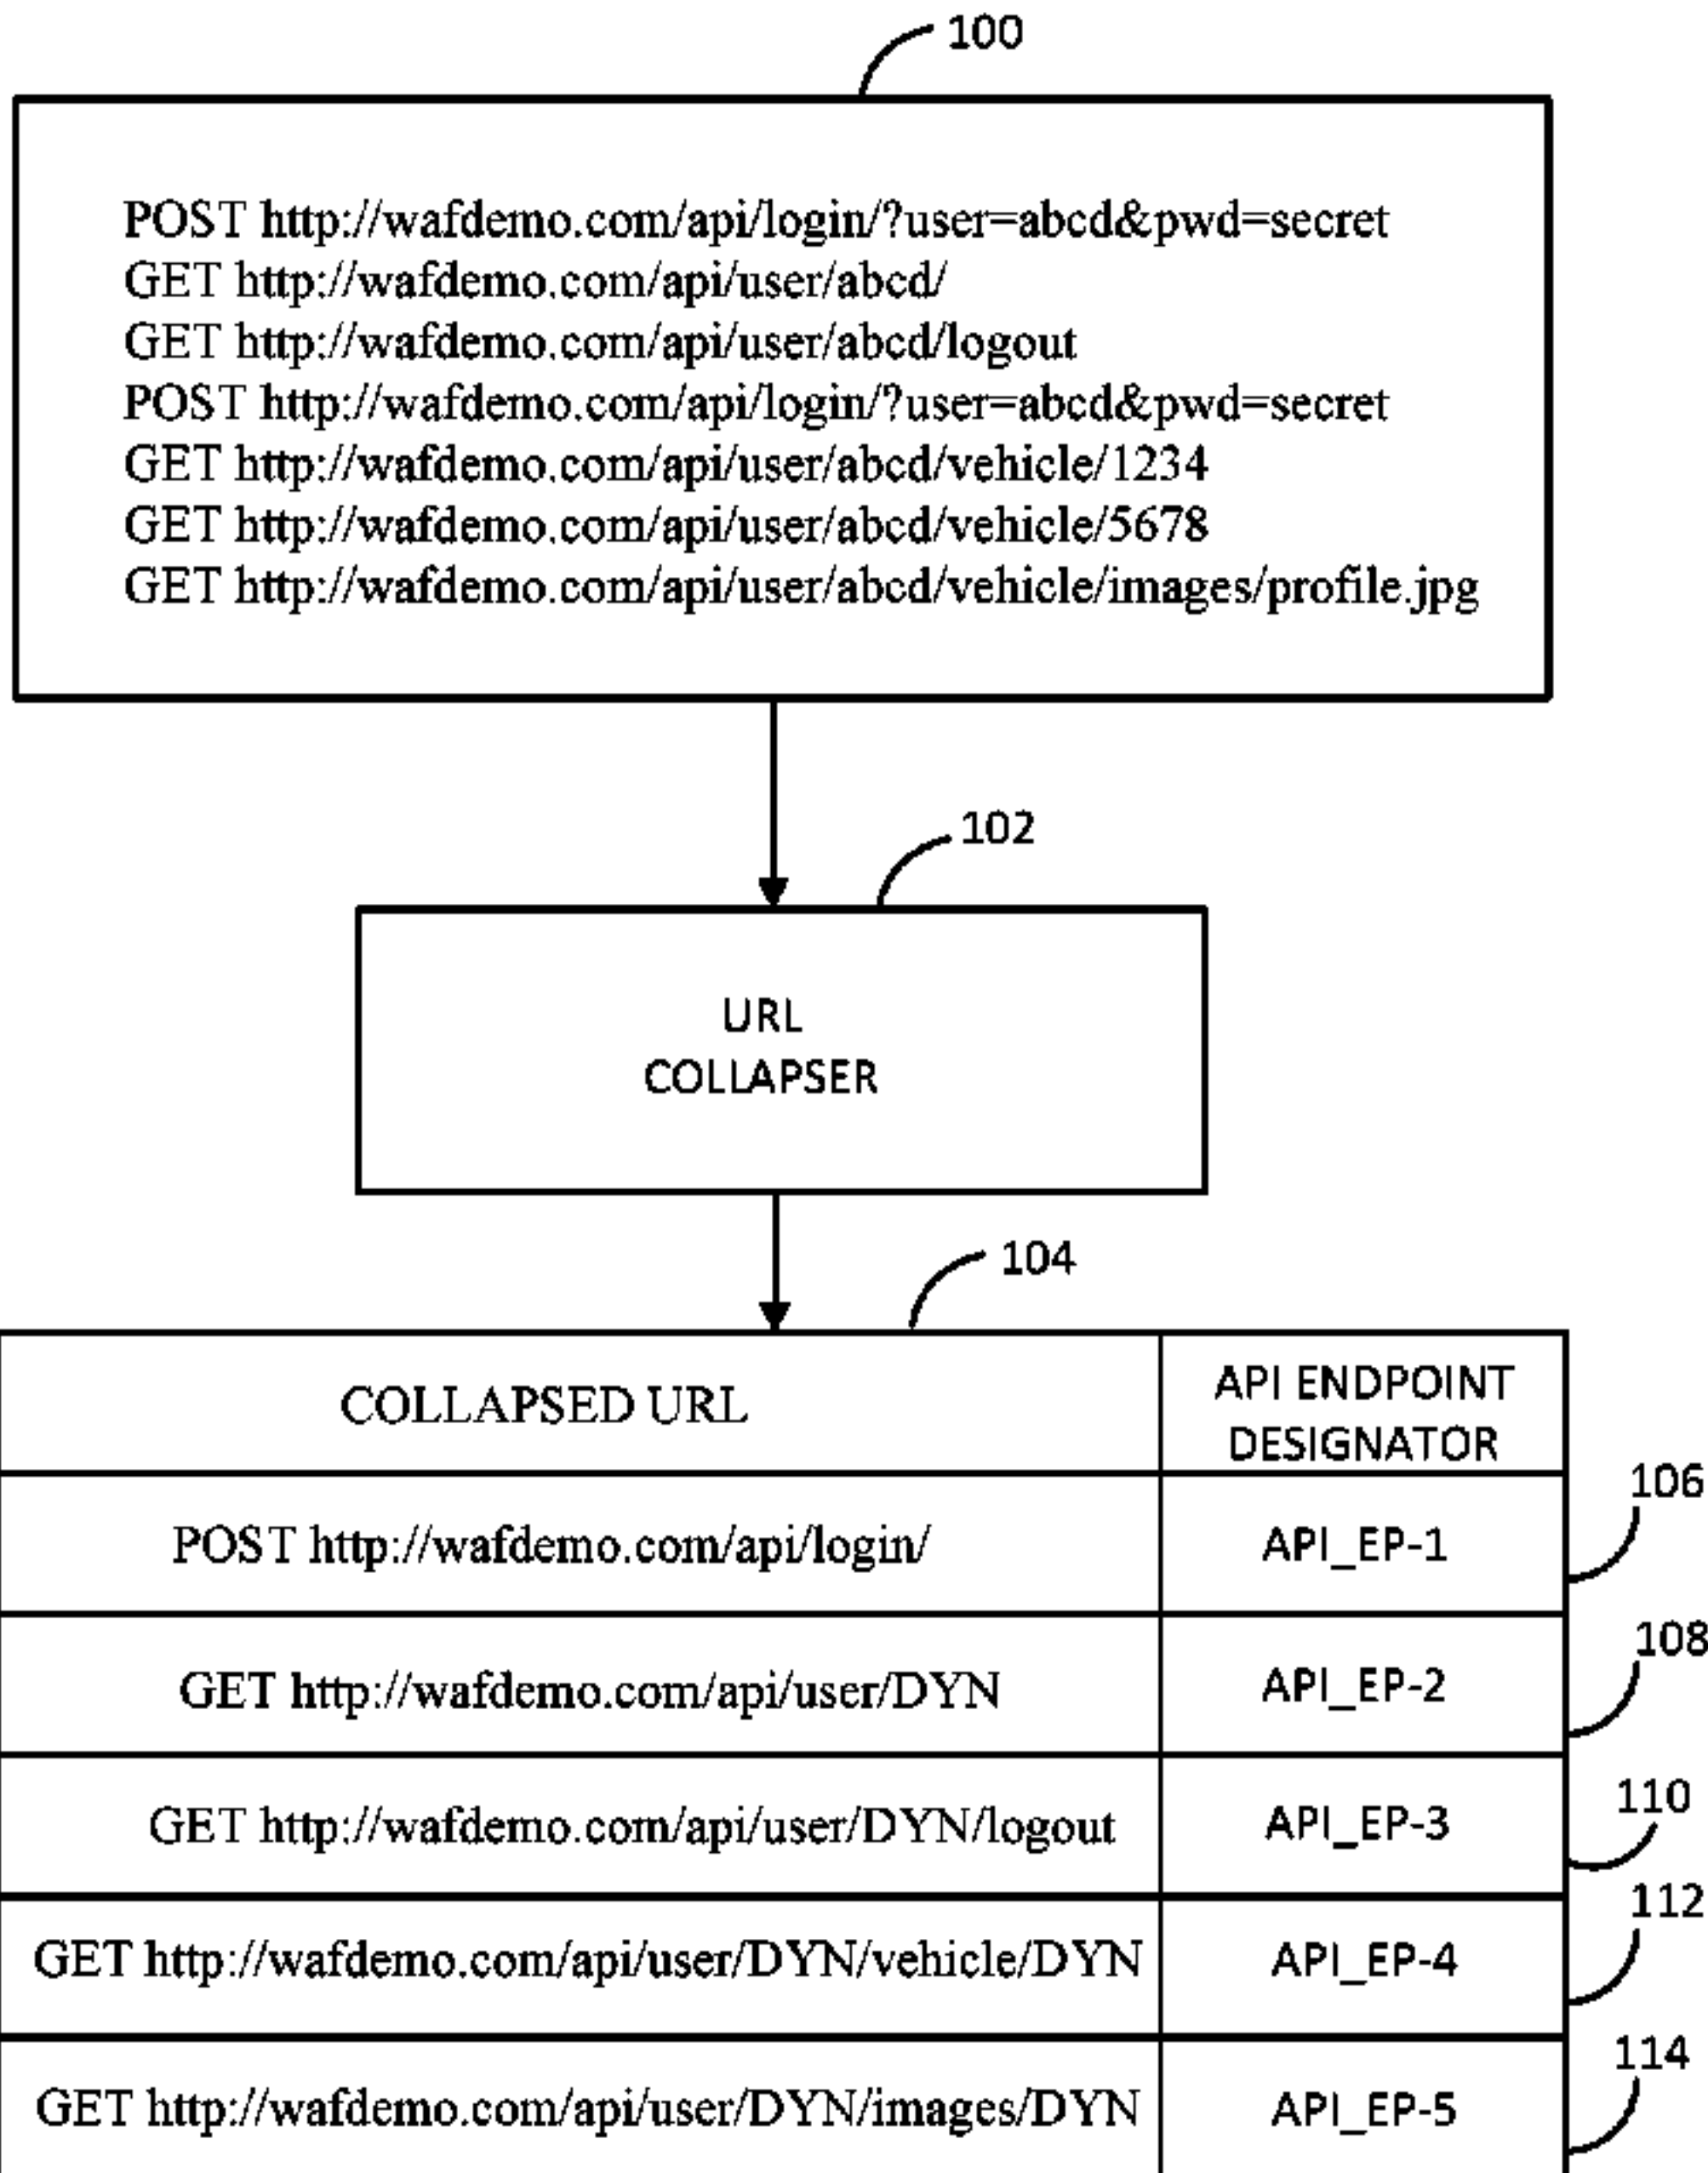 100
POST http://wafdemo.com/api/login/?user=abcd&pwd=secret
GET http://wafdemo.com/api/user/abcd/
GET http://wafdemo.com/api/user/abcd/logout
POST http://wafdemo.com/api/login/?user=abcd&pwd=secret
GET http://wafdemo.com/api/user/abcd/vehicle/1234
GET http://wafdemo.com/api/user/abcd/vehicle/5678
GET http://wafdemo.com/api/user/abcd/vehicle/images/profile.jpg
102
URL
COLLAPSER
104
COLLAPSED URL
API ENDPOINT
DESIGNATOR
106
POST http://wafdemo.com/api/login/
API_EP-1
108
GET http://wafdemo.com/api/user/DYN
API_EP-2
110
GET http://wafdemo.com/api/user/DYN/logout
API_EP-3
112
GET http://wafdemo.com/api/user/DYN/vehicle/DYN
API_EP-4
114
GET http://wafdemo.com/api/user/DYN/images/DYN
API_EP-5